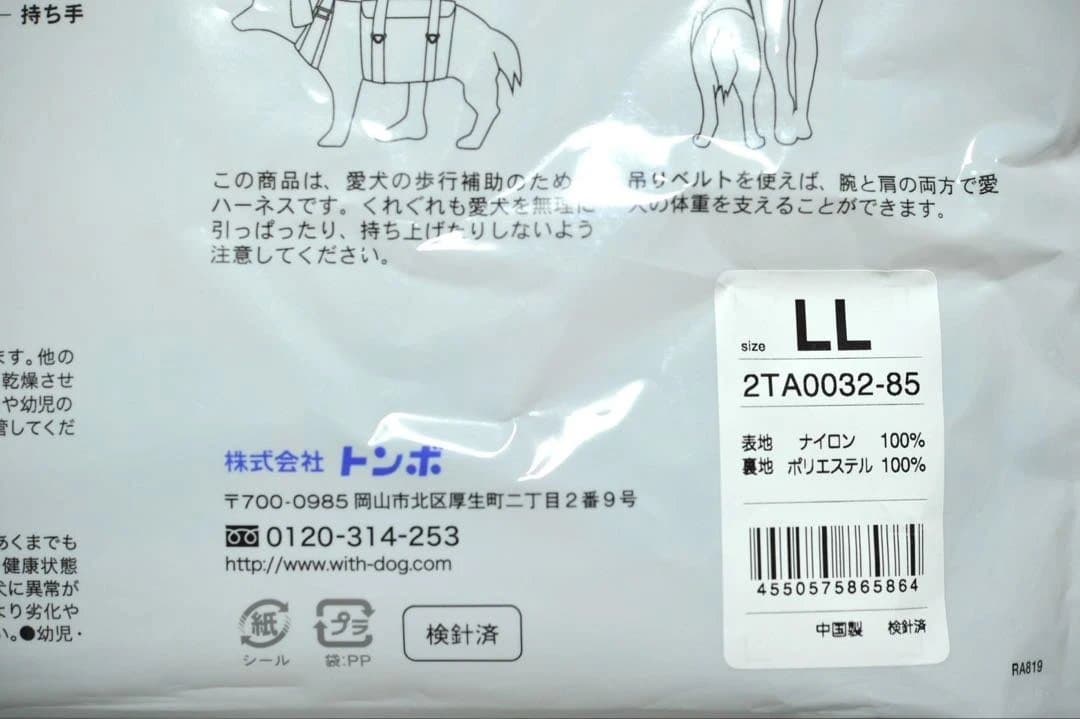 持ち手
この商品は、愛犬の歩行補助のため
ハーネスです。くれぐれも愛犬を無理に
引っぱったり、持ち上げたりしないよう
注意してください。
吊りベルトを使えば、腕と肩の両方で愛
の体重を支えることができます。
ます。他の
乾燥させ
や幼児の
管してくだ
あくまでも
健康状態
犬に異常が
より劣化や
い。●幼児・
株式会社 トンボ
〒700-0985 岡山市北区厚生町二丁目2番9号
0120-314-253
http://www.with-dog.com
紙
シール
プラ
袋:PP
検針済
size LL
2TA0032-85
表地 ナイロン 100%
裏地 ポリエステル 100%
4550575865864
中国製 検針済
RA819